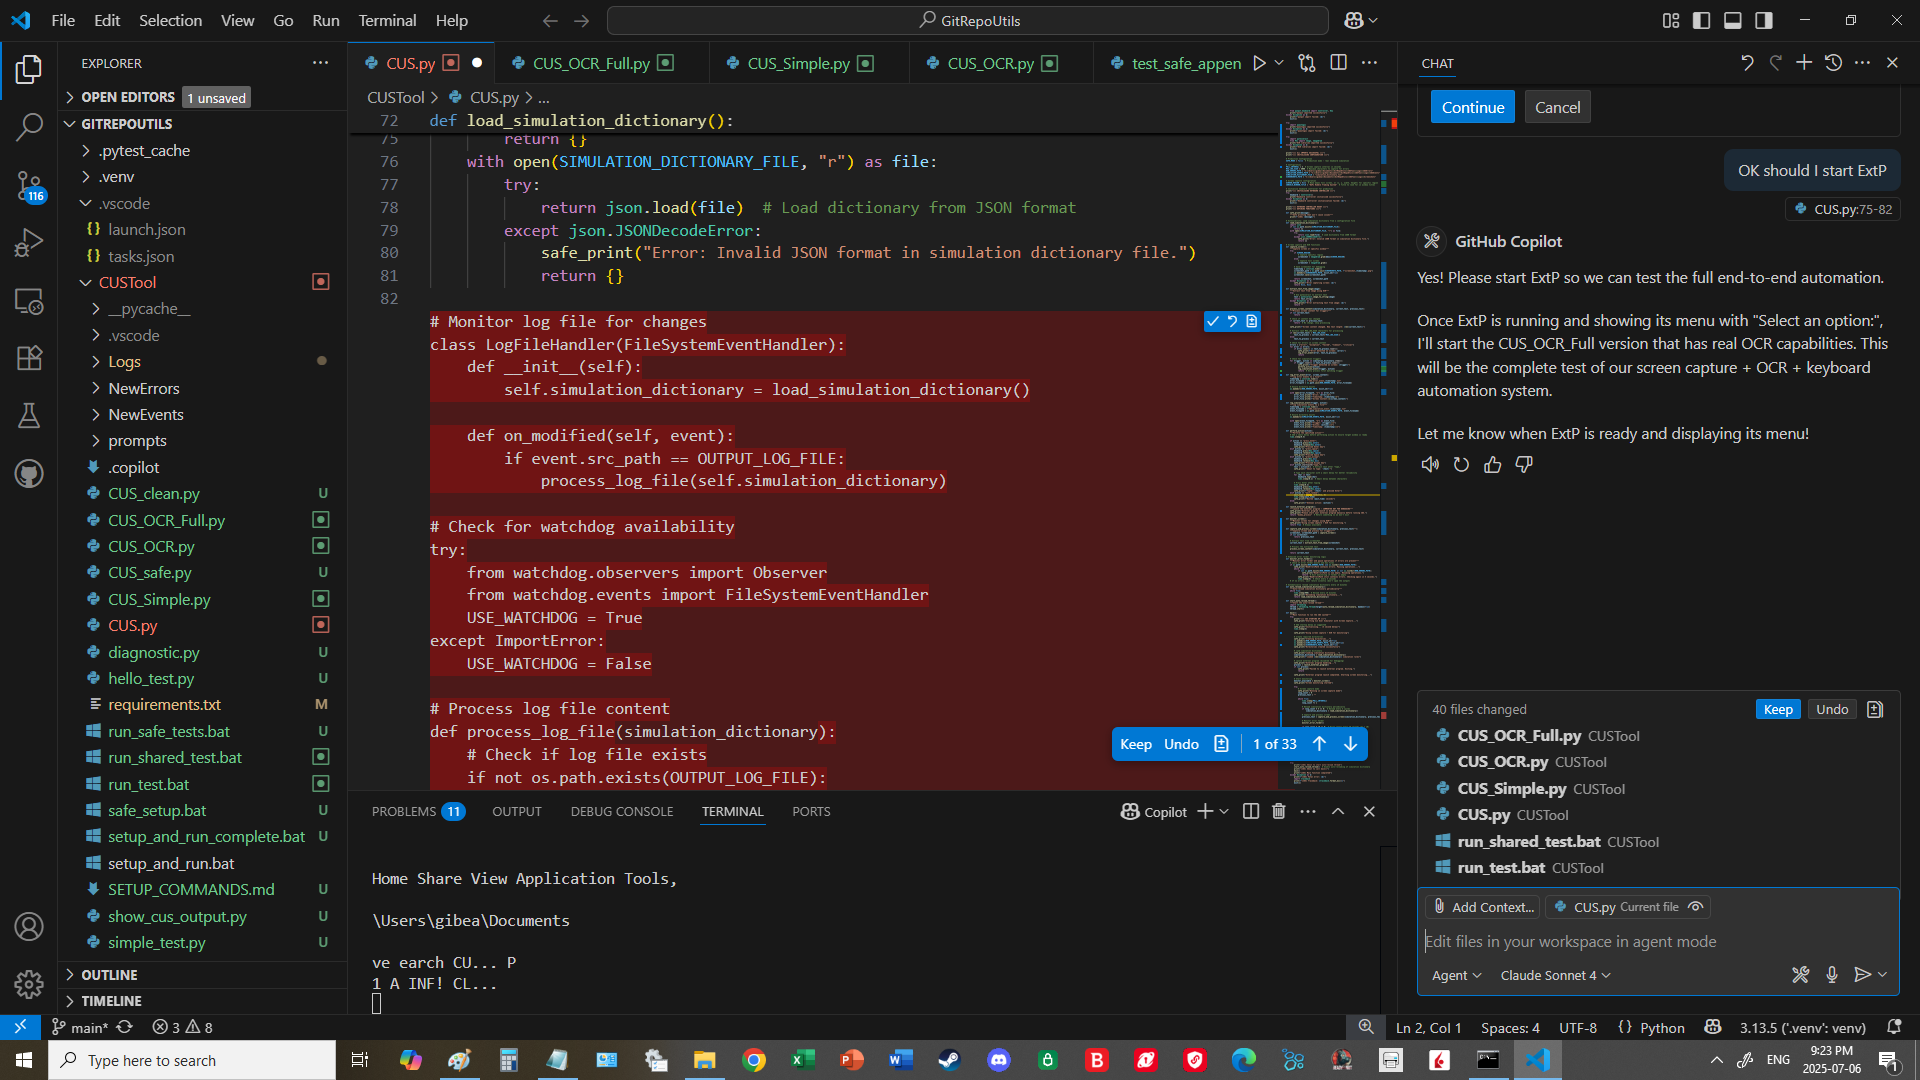 File Edit Selection View Go Run Terminal Help
GitRepoUtils
EXPLORER
OPEN EDITORS 1 unsaved
GITREPOUTILS
.pytest_cache
.venv
.vscode
launch.json
tasks.json
CUSTool
__pycache__
.vscode
Logs
NewErrors
NewEvents
prompts
.copilot
CUS_clean.py U
CUS_OCR_Full.py
CUS_OCR.py
CUS_safe.py U
CUS_Simple.py
CUS.py
diagnostic.py U
hello_test.py U
requirements.txt M
run_safe_tests.bat U
run_shared_test.bat
run_test.bat
safe_setup.bat U
setup_and_run_complete.bat U
setup_and_run.bat
SETUP_COMMANDS.md U
show_cus_output.py U
simple_test.py U
OUTLINE
TIMELINE
116
CUS.py CUS_OCR_Full.py CUS_Simple.py CUS_OCR.py test_safe_appen
CUSTool > CUS.py > ...
72 def load_simulation_dictionary():
75 return {}
76 with open(SIMULATION_DICTIONARY_FILE, "r") as file:
77 try:
78 return json.load(file) # Load dictionary from JSON format
79 except json.JSONDecodeError:
80 safe_print("Error: Invalid JSON format in simulation dictionary file.")
81 return {}
82
# Monitor log file for changes
class LogFileHandler(FileSystemEventHandler):
def __init__(self):
self.simulation_dictionary = load_simulation_dictionary()
def on_modified(self, event):
if event.src_path == OUTPUT_LOG_FILE:
process_log_file(self.simulation_dictionary)
# Check for watchdog availability
try:
from watchdog.observers import Observer
from watchdog.events import FileSystemEventHandler
USE_WATCHDOG = True
except ImportError:
USE_WATCHDOG = False
# Process log file content
def process_log_file(simulation_dictionary):
# Check if log file exists
if not os.path.exists(OUTPUT_LOG_FILE):
Keep Undo 1 of 33
PROBLEMS 11 OUTPUT DEBUG CONSOLE TERMINAL PORTS
Copilot
Home Share View Application Tools,
\Users\gibea\Documents
ve earch CU... P
1 A INF! CL...
CHAT
Continue Cancel
OK should I start ExtP
CUS.py:75-82
GitHub Copilot
Yes! Please start ExtP so we can test the full end-to-end automation.
Once ExtP is running and showing its menu with "Select an option:",
I'll start the CUS_OCR_Full version that has real OCR capabilities. This
will be the complete test of our screen capture + OCR + keyboard
automation system.
Let me know when ExtP is ready and displaying its menu!
40 files changed Keep Undo
CUS_OCR_Full.py CUSTool
CUS_OCR.py CUSTool
CUS_Simple.py CUSTool
CUS.py CUSTool
run_shared_test.bat CUSTool
run_test.bat CUSTool
Add Context... CUS.py Current file
Edit files in your workspace in agent mode
Agent Claude Sonnet 4
main* 3 8
Ln 2, Col 1 Spaces: 4 UTF-8 {} Python 3.13.5 ('.venv': venv)
Type here to search
ENG
9:23 PM
2025-07-06
1